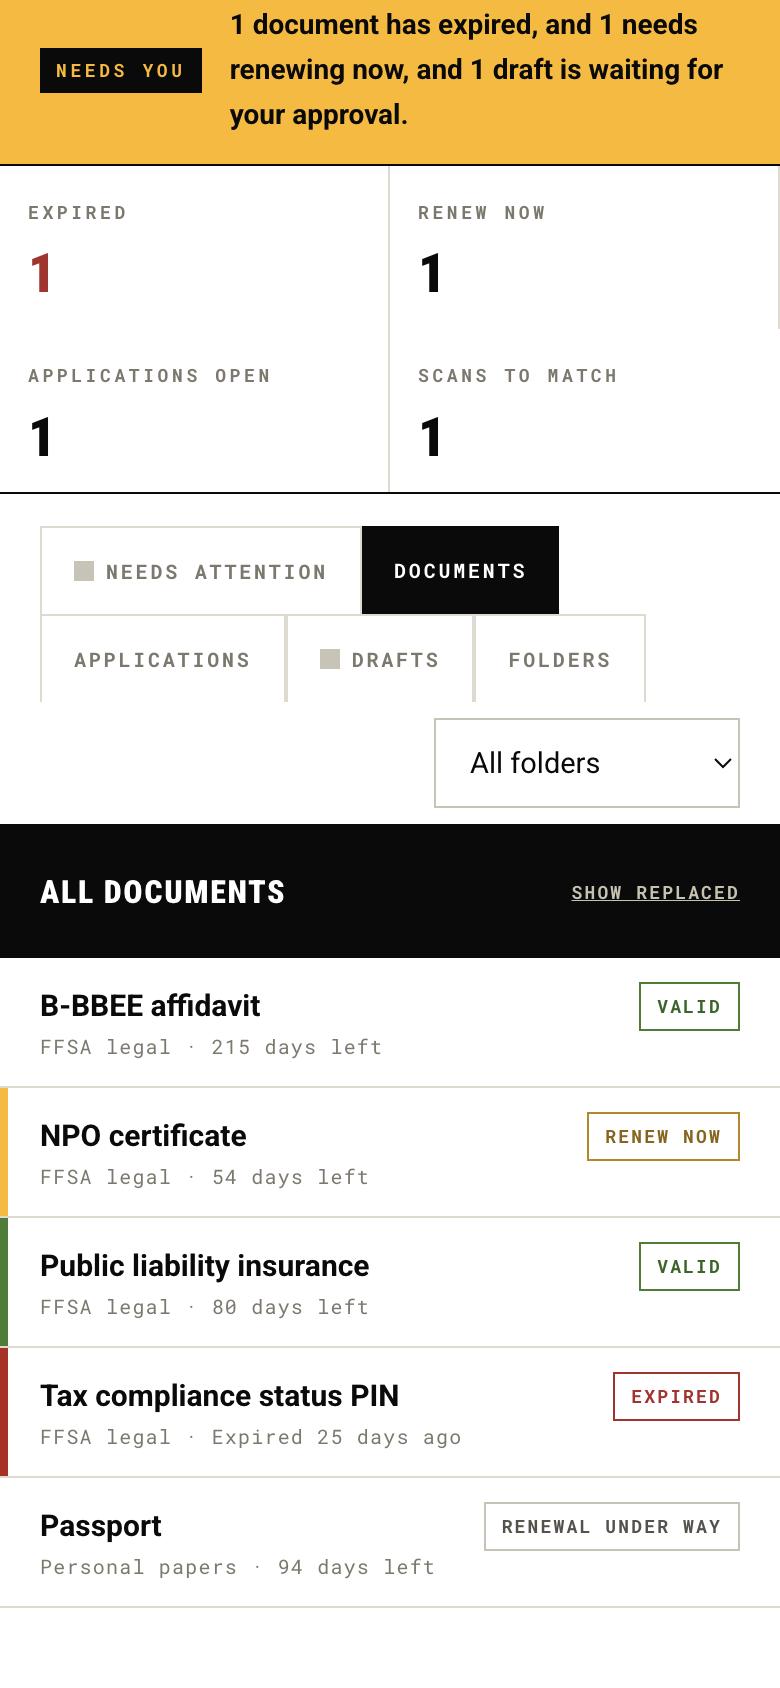 1 document has expired, and 1 needs
renewing now, and 1 draft is waiting for
your approval.
NEEDS YOU
EXPIRED
1
RENEW NOW
1
APPLICATIONS OPEN
1
SCANS TO MATCH
1
NEEDS ATTENTION
DOCUMENTS
APPLICATIONS
DRAFTS
FOLDERS
All folders
ALL DOCUMENTS
SHOW REPLACED
B-BBEE affidavit
VALID
FFSA legal · 215 days left
NPO certificate
RENEW NOW
FFSA legal · 54 days left
Public liability insurance
VALID
FFSA legal · 80 days left
Tax compliance status PIN
EXPIRED
FFSA legal · Expired 25 days ago
Passport
RENEWAL UNDER WAY
Personal papers · 94 days left